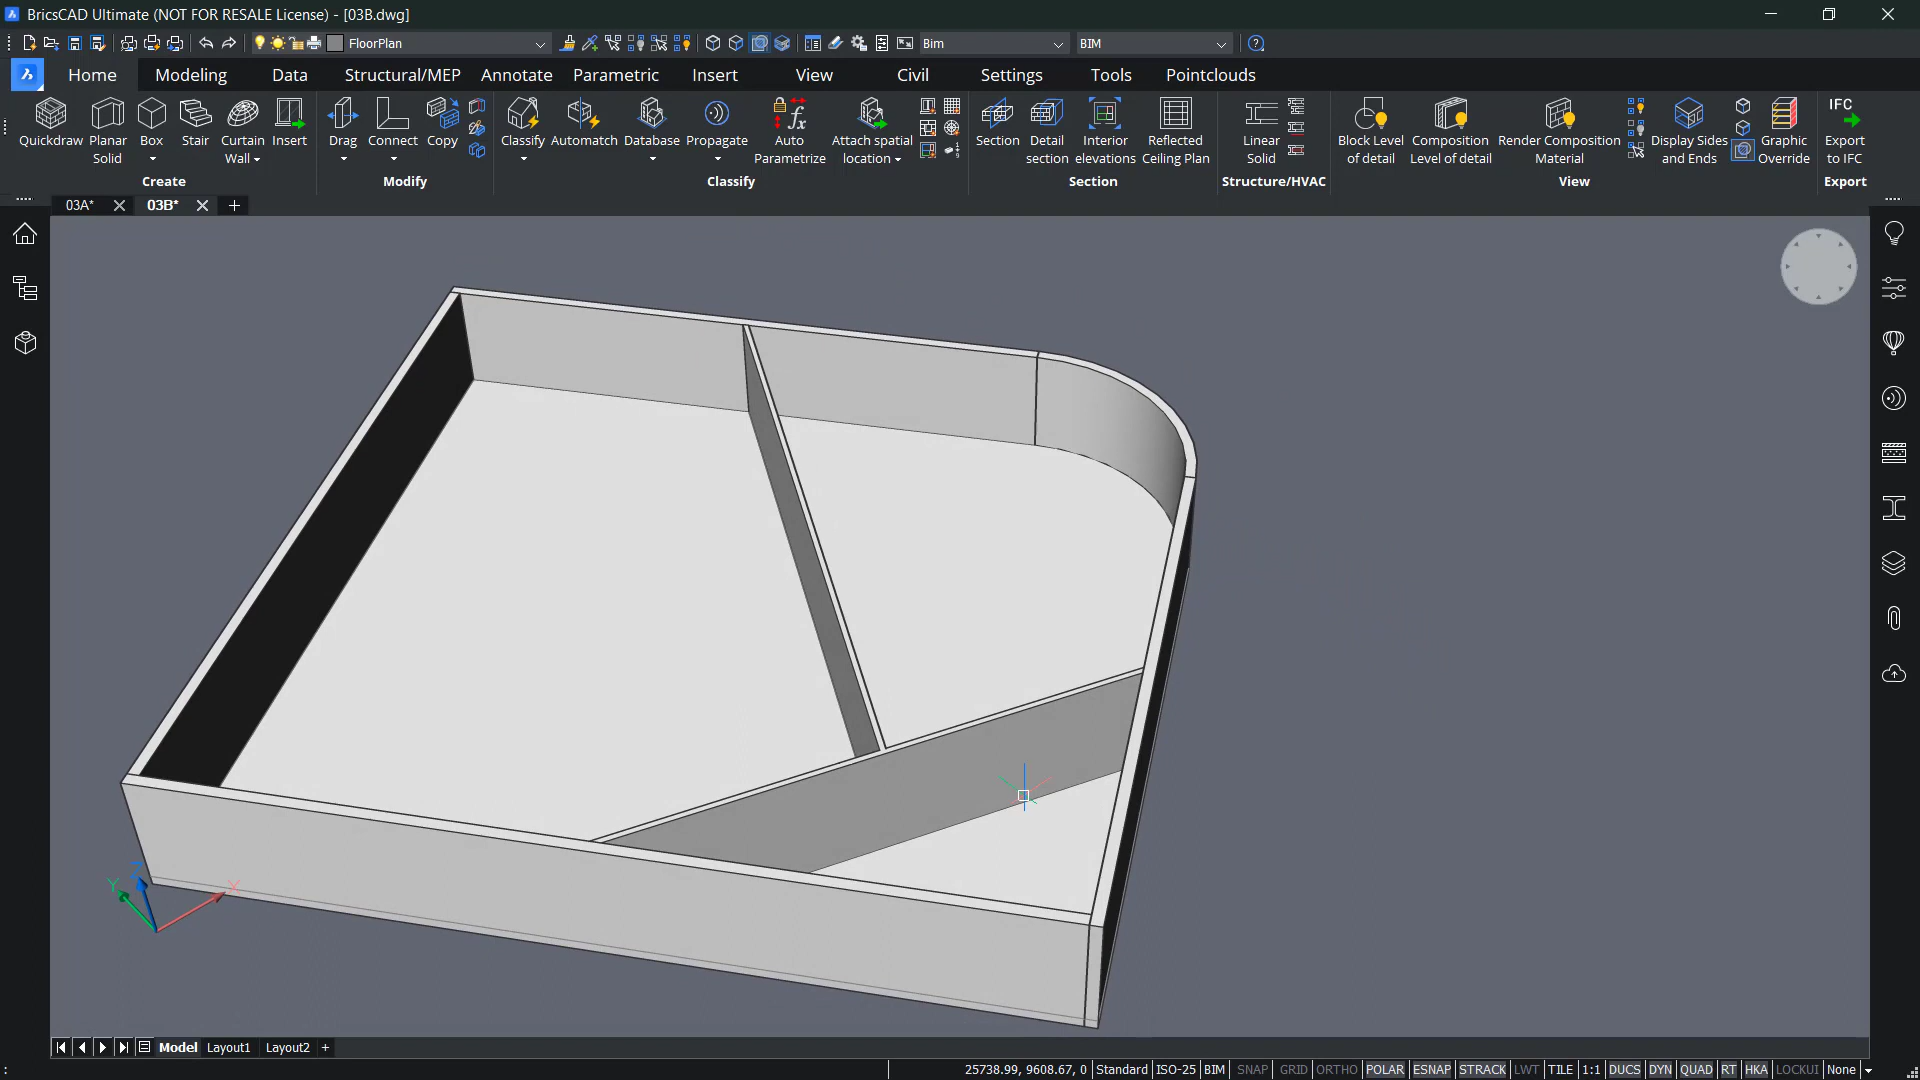 BricsCAD Ultimate (NOT FOR RESALE License) - [03B.dwg]
FloorPlan
Bim
BIM
Home Modeling Data Structural/MEP Annotate Parametric Insert View Civil Settings Tools Pointclouds
Quickdraw
Planar
Solid
Box
Stair
Curtain
Wall
Insert
Create
Drag
Connect
Copy
Modify
Classify
Automatch
Database
Propagate
Auto
Parametrize
Attach spatial
location
Classify
Section
Detail
section
Interior
elevations
Reflected
Ceiling Plan
Section
Linear
Solid
Structure/HVAC
Block Level
of detail
Composition
Level of detail
Render Composition
Material
Display Sides
and Ends
Graphic
Override
View
IFC
Export
to IFC
Export
03A*
03B*
Z
Y
X
Model Layout1 Layout2
: 25738.99, 9608.67, 0 Standard ISO-25 BIM SNAP GRID ORTHO POLAR ESNAP STRACK LWT TILE 1:1 DUCS DYN QUAD RT HKA LOCKUI None